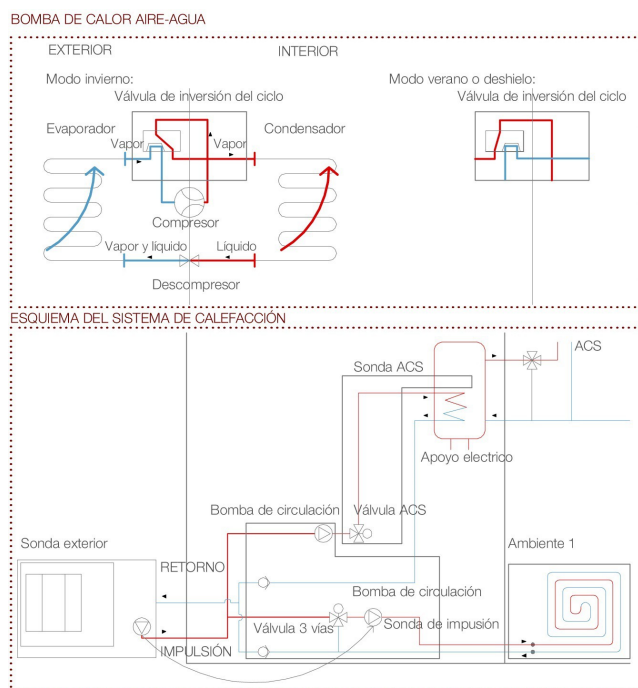 BOMBA DE CALOR AIRE-AGUA
EXTERIOR
INTERIOR
Modo invierno:
Válvula de inversión del ciclo
Evaporador
Vapor
Vapor
Condensador
Compresor
Vapor y líquido
Líquido
Descompresor
Modo verano o deshielo:
Válvula de inversión del ciclo
ESQUIEMA DEL SISTEMA DE CALEFACCIÓN
ACS
Sonda ACS
Apoyo electrico
Bomba de circulación
Válvula ACS
Sonda exterior
Ambiente 1
RETORNO
Bomba de circulación
Válvula 3 vías
Sonda de impusión
IMPULSIÓN